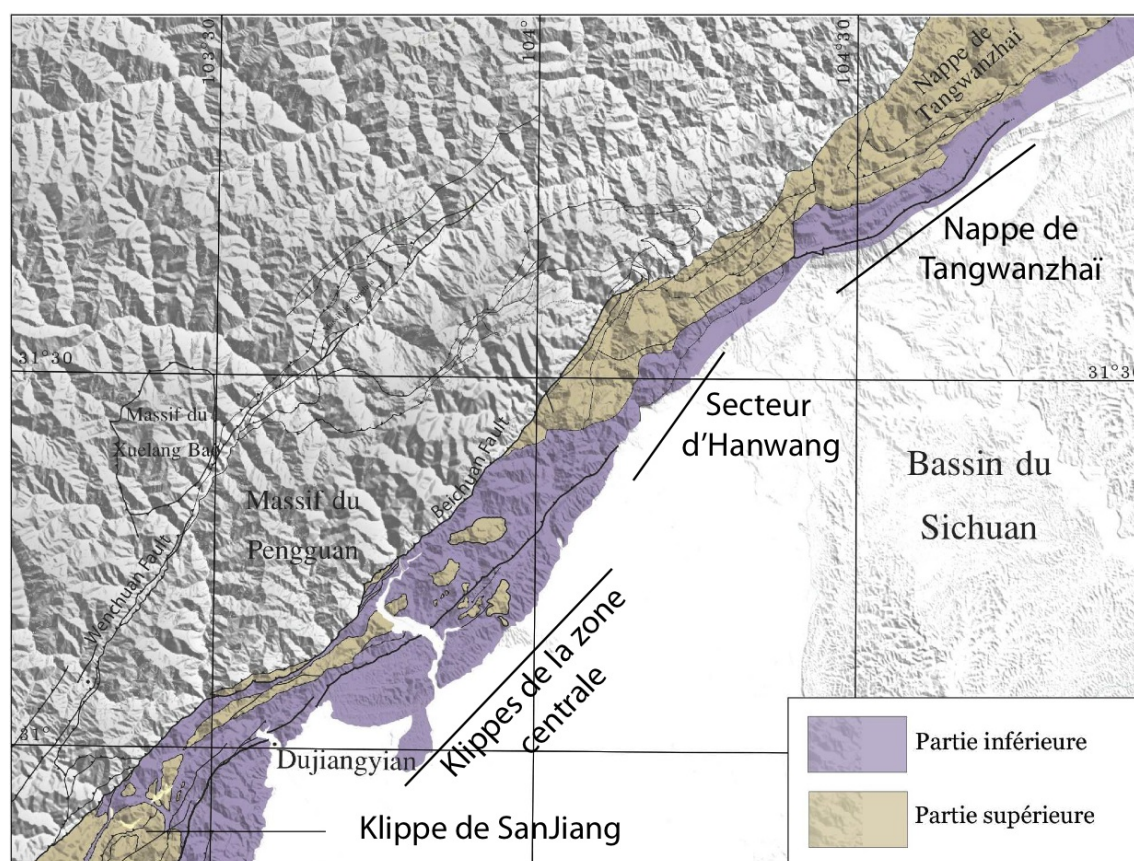 103°30
104°
104°30
Nappe de
Tangwanzhaï
Nappe de
Tangwanzhaï
31°30
31°30
Massif du
Xuelang Bao
Secteur
d'Hanwang
Beichuan Fault
Bassin du
Sichuan
Massif du
Pengguan
Wenchuan Fault
Klippes de la zone
centrale
31°
Dujiangyian
Partie inférieure
Partie supérieure
Klippe de SanJiang